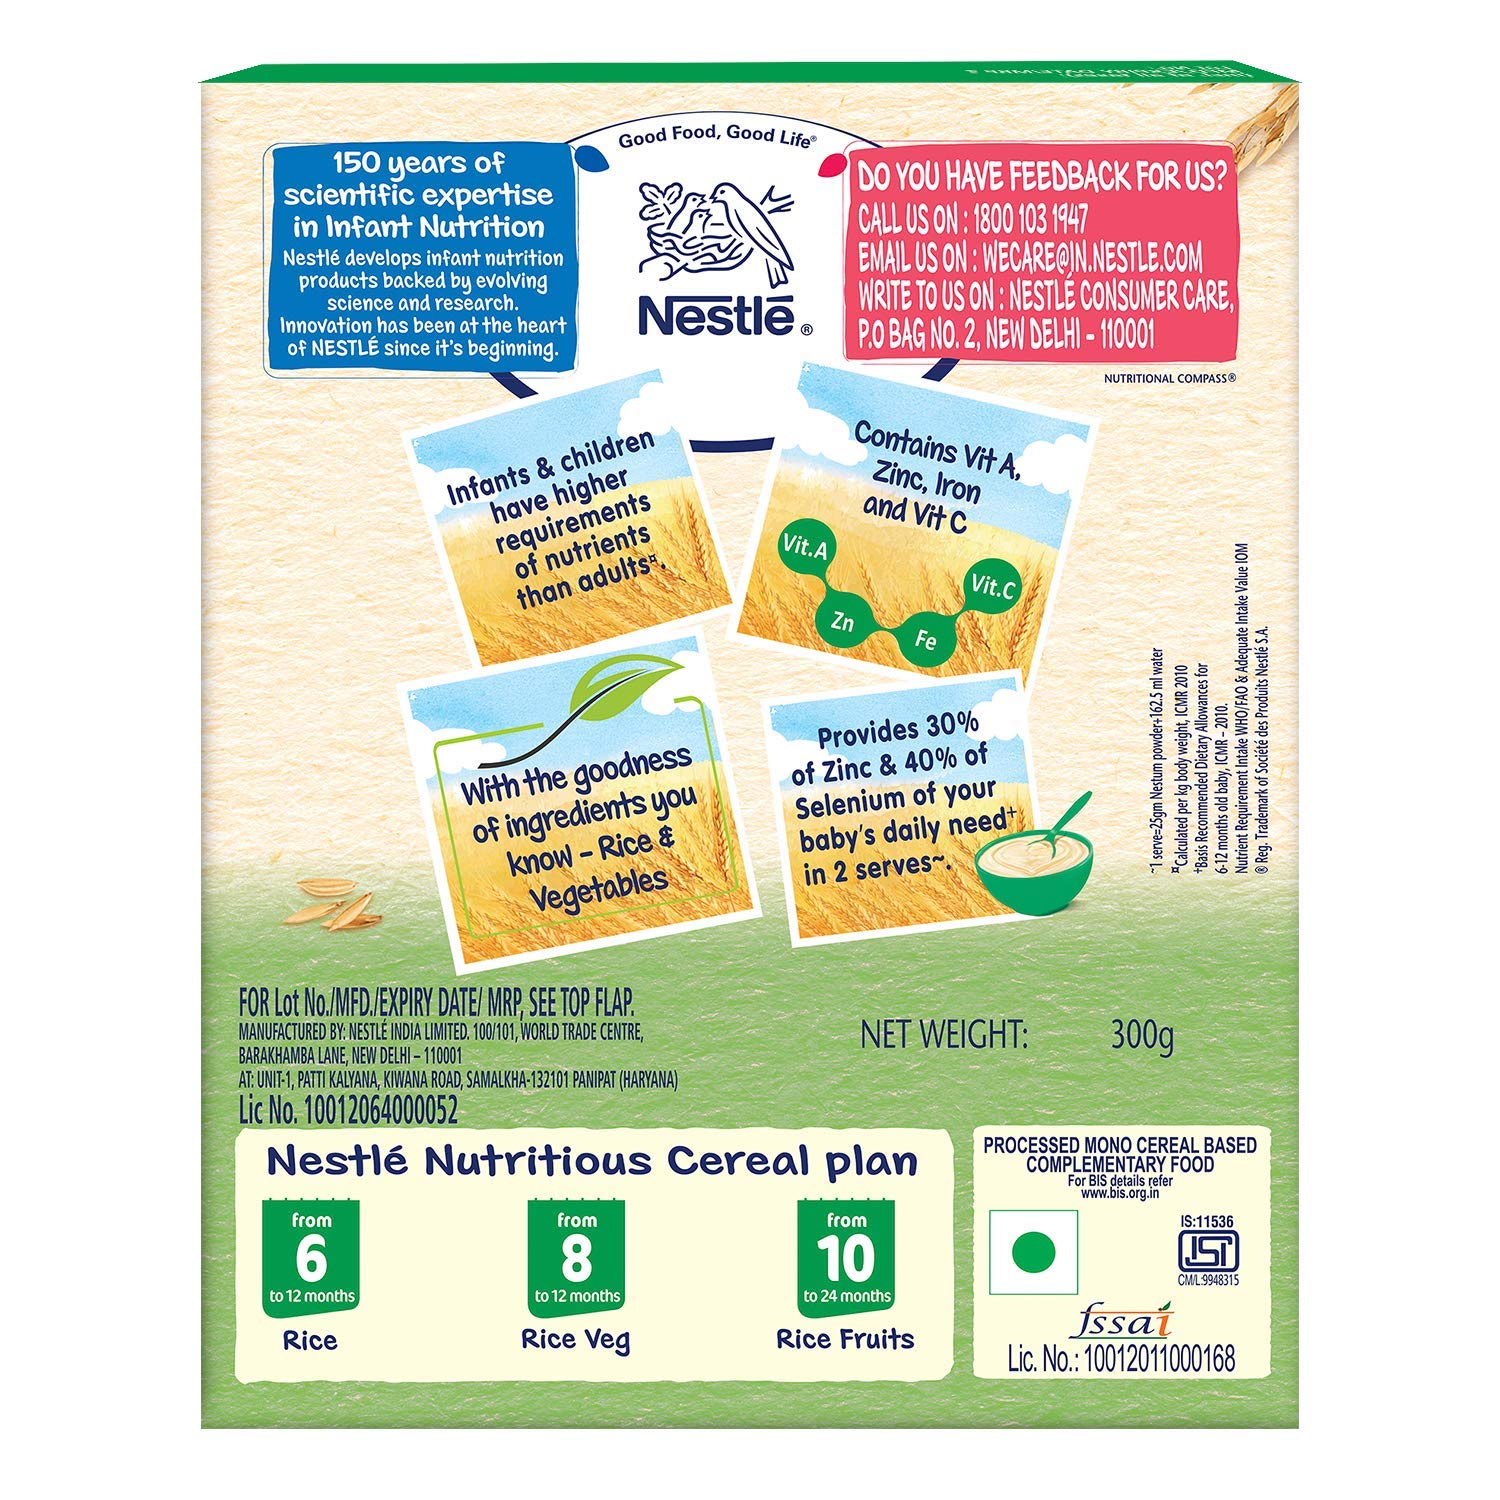 Good Food, Good Life®
150 years of
scientific expertise
in Infant Nutrition
Nestlé develops infant nutrition
products backed by evolving
science and research.
Innovation has been at the heart
of NESTLÉ since it's beginning.
Nestlé®
DO YOU HAVE FEEDBACK FOR US?
CALL US ON : 1800 103 1947
EMAIL US ON : WECARE@IN.NESTLE.COM
WRITE TO US ON : NESTLÉ CONSUMER CARE,
P.O BAG NO. 2, NEW DELHI - 110001
NUTRITIONAL COMPASS®
Infants & children
have higher
requirements
of nutrients
than adults¤.
Contains Vit A,
Zinc, Iron
and Vit C
Vit.A
Zn
Fe
Vit.C
With the goodness
of ingredients you
know - Rice &
Vegetables
Provides 30%
of Zinc & 40% of
Selenium of your
baby's daily need+
in 2 serves~.
~1 serve=25gm Nestum powder+162.5 ml water
¤Calculated per kg body weight, ICMR 2010
+Basis Recommended Dietary Allowances for
6-12 months old baby, ICMR – 2010.
Nutrient Requirement Intake WHO/FAO & Adequate Intake Value IOM
® Reg. Trademark of Société des Produits Nestlé S.A.
FOR Lot No./MFD./EXPIRY DATE/ MRP, SEE TOP FLAP.
MANUFACTURED BY: NESTLÉ INDIA LIMITED. 100/101, WORLD TRADE CENTRE,
BARAKHAMBA LANE, NEW DELHI – 110001
AT: UNIT-1, PATTI KALYANA, KIWANA ROAD, SAMALKHA-132101 PANIPAT (HARYANA)
Lic No. 10012064000052
NET WEIGHT: 300g
Nestlé Nutritious Cereal plan
from
6
to 12 months
Rice
from
8
to 12 months
Rice Veg
from
10
to 24 months
Rice Fruits
PROCESSED MONO CEREAL BASED
COMPLEMENTARY FOOD
For BIS details refer
www.bis.org.in
IS:11536
ISI
CM/L:9948315
fssai
Lic. No.: 10012011000168